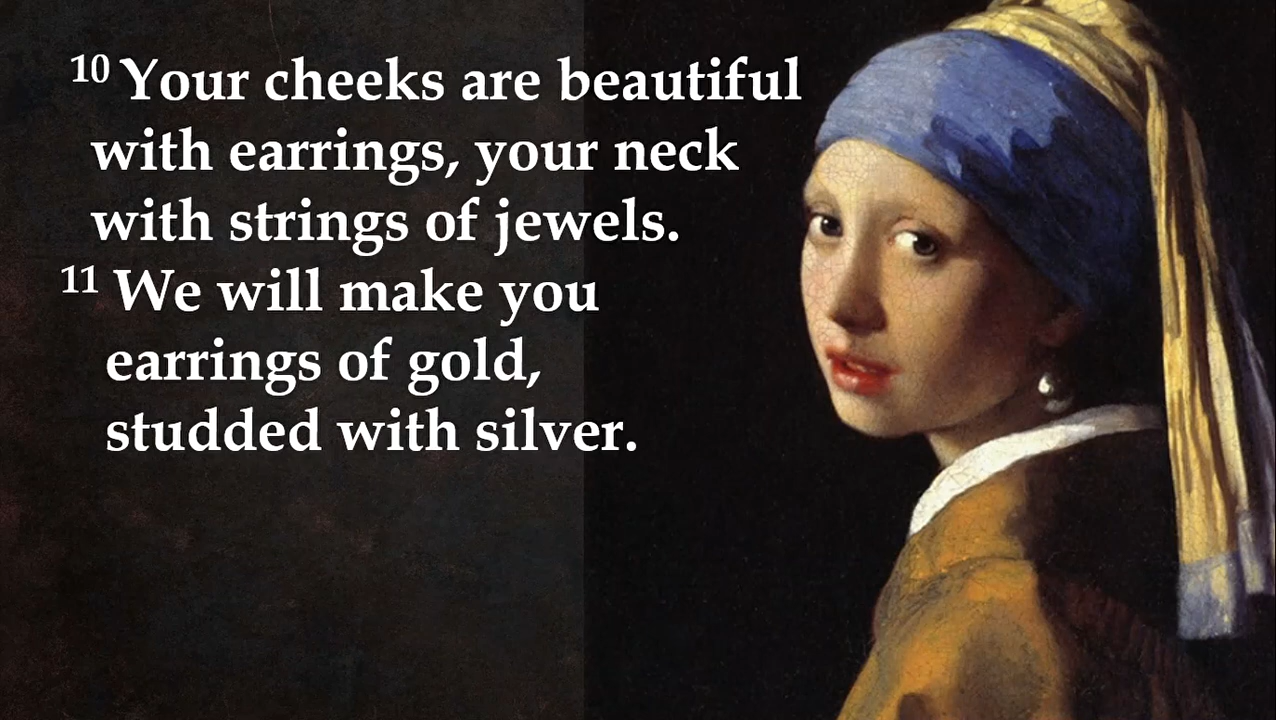 10 Your cheeks are beautiful
with earrings, your neck
with strings of jewels.
11 We will make you
earrings of gold,
studded with silver.